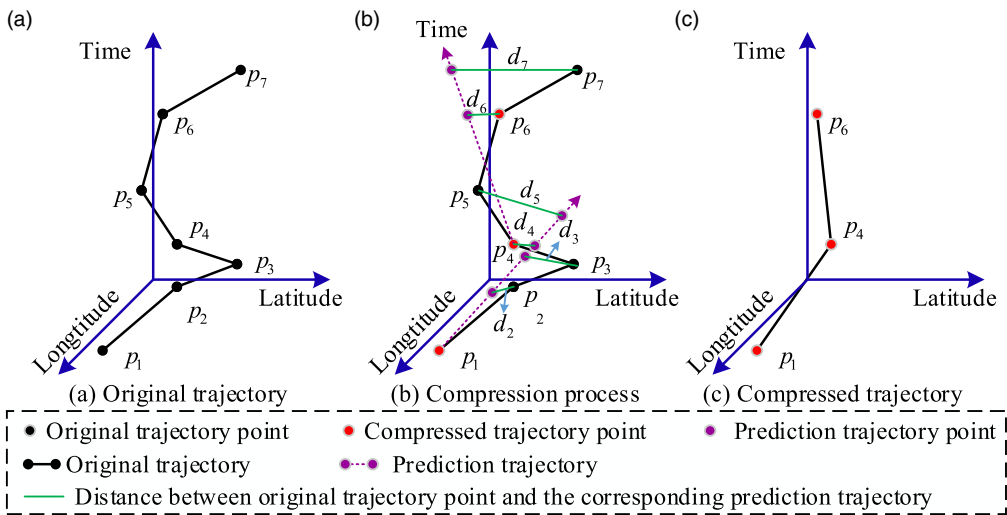 (a)
Time
p7
p6
p5
p4
p3
p2
p1
Latitude
Longtitude
(a) Original trajectory
(b)
Time
d7
d6
p6
p5
d5
d4
d3
p4
p3
p2
d2
p1
Latitude
Longtitude
(b) Compression process
(c)
Time
p6
p4
p1
Latitude
Longtitude
(c) Compressed trajectory
Original trajectory point
Compressed trajectory point
Prediction trajectory point
Original trajectory
Prediction trajectory
Distance between original trajectory point and the corresponding prediction trajectory